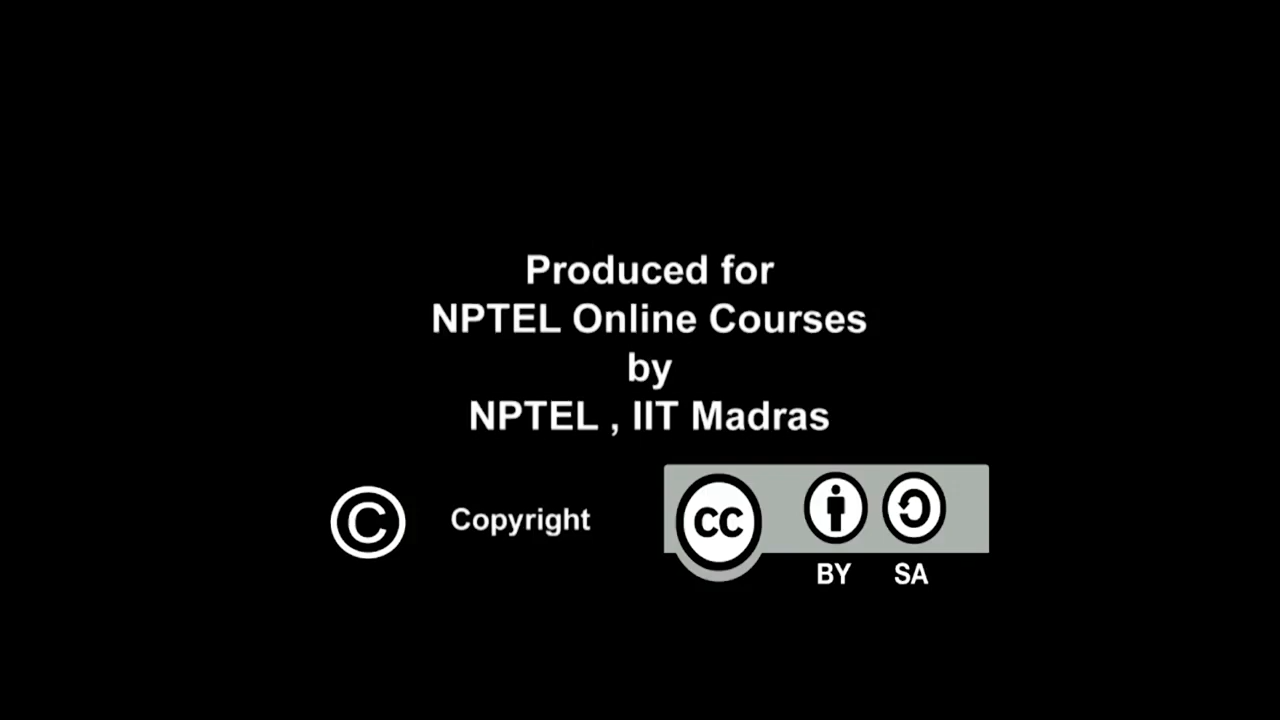 Produced for
NPTEL Online Courses
by
NPTEL , IIT Madras
© Copyright
cc
BY SA